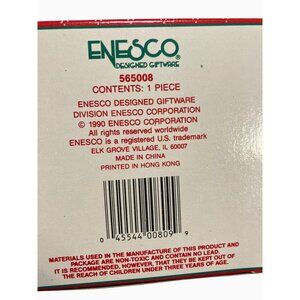 ENESCO®
DESIGNED GIFTWARE
565008
CONTENTS: 1 PIECE
ENESCO DESIGNED GIFTWARE
DIVISION ENESCO CORPORATION
© 1990 ENESCO CORPORATION
All rights reserved worldwide
ENESCO is a registered U.S. trademark
ELK GROVE VILLAGE, IL 60007
MADE IN CHINA
PRINTED IN HONG KONG
0 45544 00809 9
MATERIALS USED IN THE MANUFACTURE OF THIS PRODUCT AND
PACKAGE ARE NON-TOXIC AND CONTAIN NO LEAD.
IT IS RECOMMENDED, HOWEVER, THAT THEY BE KEPT OUT OF
THE REACH OF CHILDREN UNDER THREE YEARS OF AGE.